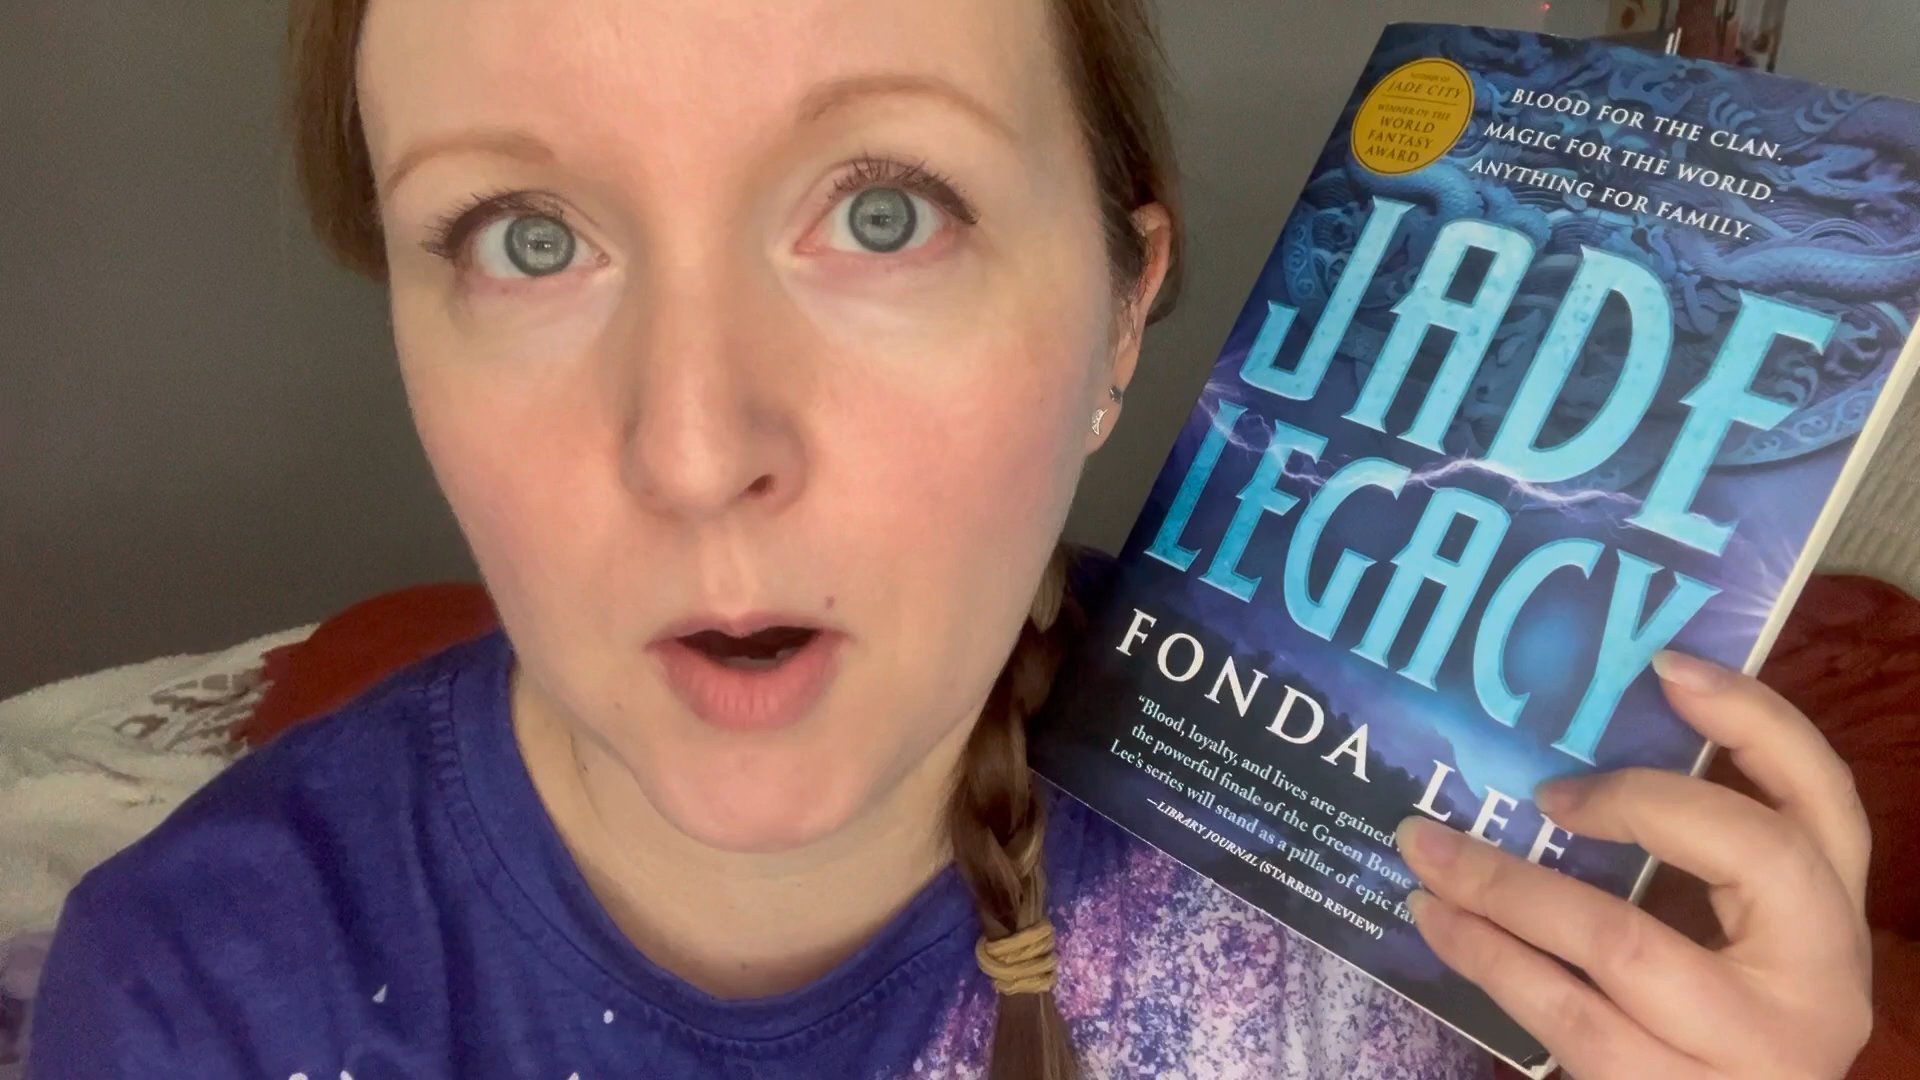 AUTHOR OF
JADE CITY
WINNER OF THE
WORLD
FANTASY
AWARD
BLOOD FOR THE CLAN.
MAGIC FOR THE WORLD.
ANYTHING FOR FAMILY.
JADE
LEGACY
FONDA LEE
“Blood, loyalty, and lives are gained
the powerful finale of the Green Bone
Lee's series will stand as a pillar of epic fa
—LIBRARY JOURNAL (STARRED REVIEW)